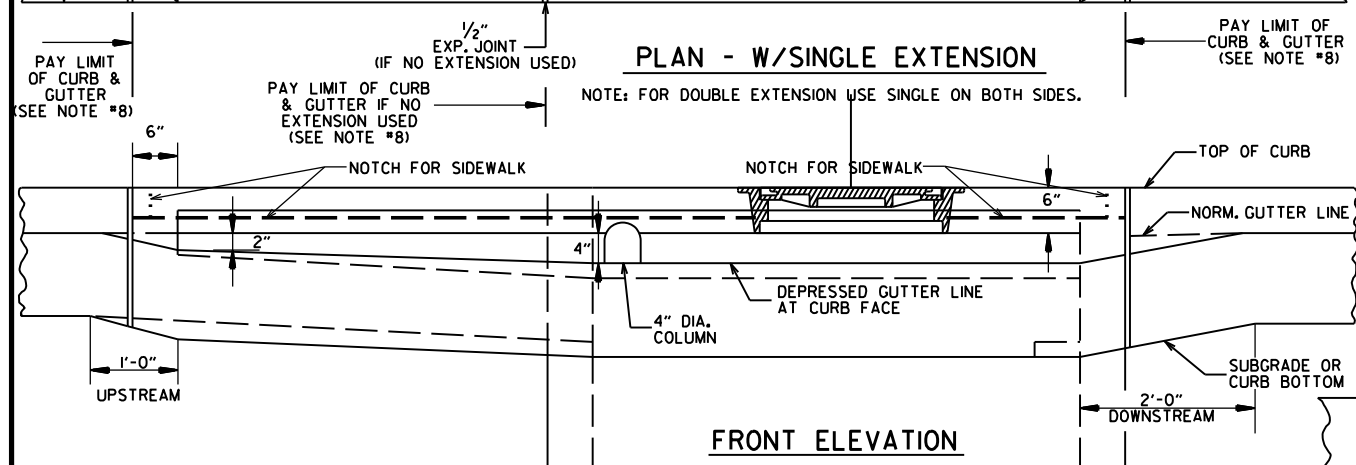 PAY LIMIT
OF CURB &
GUTTER
(SEE NOTE #8)
1/2"
EXP. JOINT
(IF NO EXTENSION USED)
PAY LIMIT OF CURB
& GUTTER IF NO
EXTENSION USED
(SEE NOTE #8)
PLAN - W/SINGLE EXTENSION
NOTE: FOR DOUBLE EXTENSION USE SINGLE ON BOTH SIDES.
PAY LIMIT OF
CURB & GUTTER
(SEE NOTE #8)
6"
NOTCH FOR SIDEWALK
NOTCH FOR SIDEWALK
TOP OF CURB
6"
NORM. GUTTER LINE
2"
4"
DEPRESSED GUTTER LINE
AT CURB FACE
4" DIA.
COLUMN
1'-0"
UPSTREAM
SUBGRADE OR
CURB BOTTOM
2'-0"
DOWNSTREAM
FRONT ELEVATION